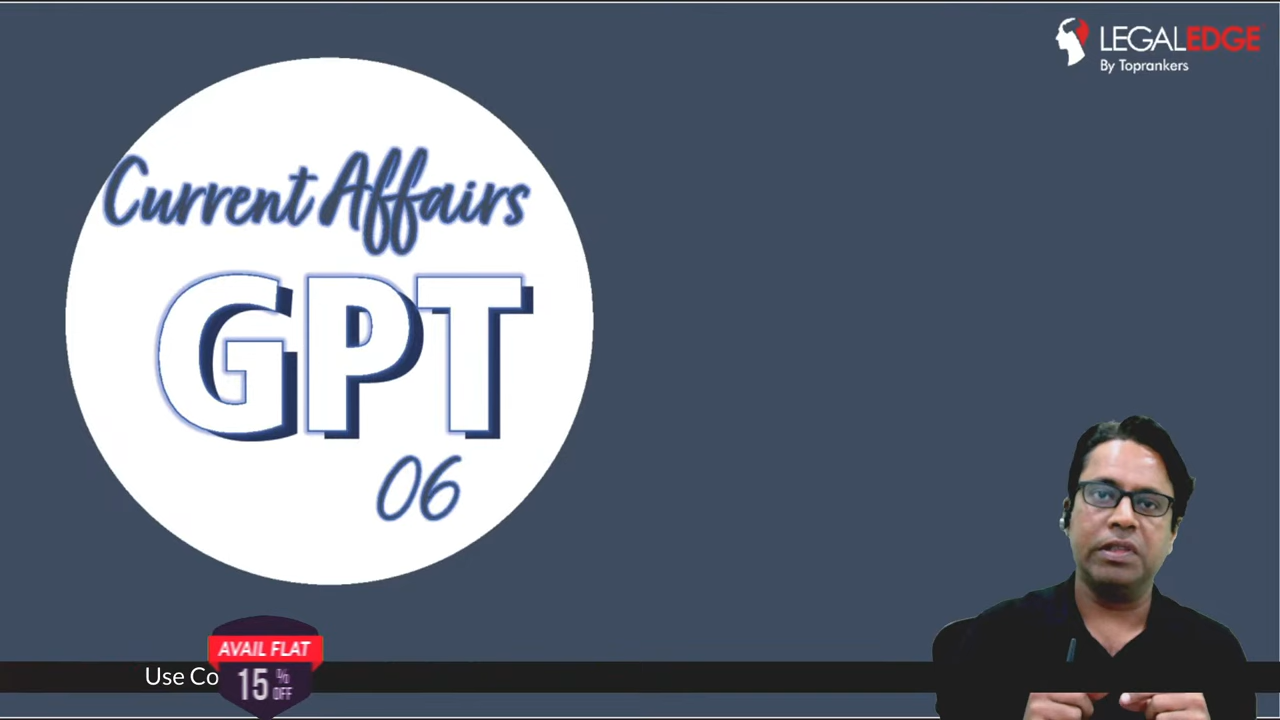 LEGALEDGE
By Toprankers
Current Affairs
GPT
06
AVAIL FLAT
Use Co
15 % OFF